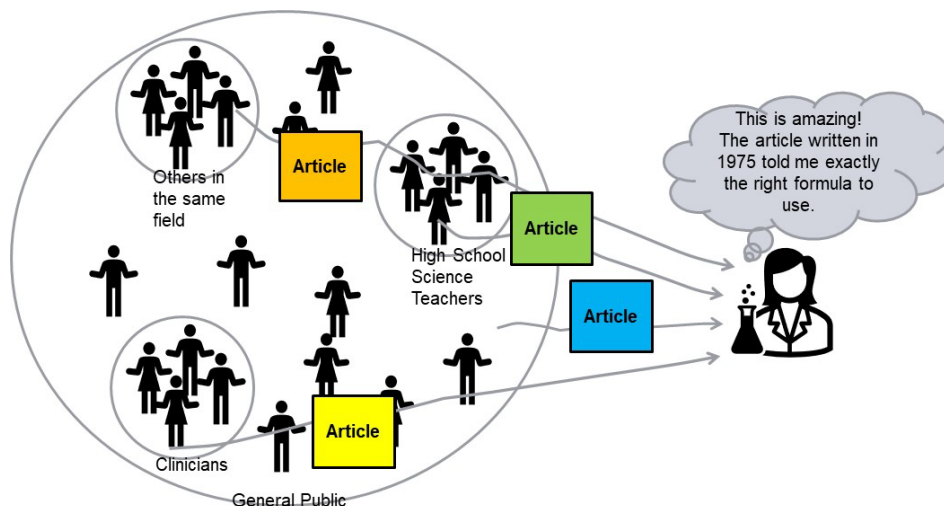 This is amazing!
The article written in
1975 told me exactly
the right formula to
use.
Article
Others in
the same
field
Article
High School
Science
Teachers
Article
Article
Clinicians
General Public